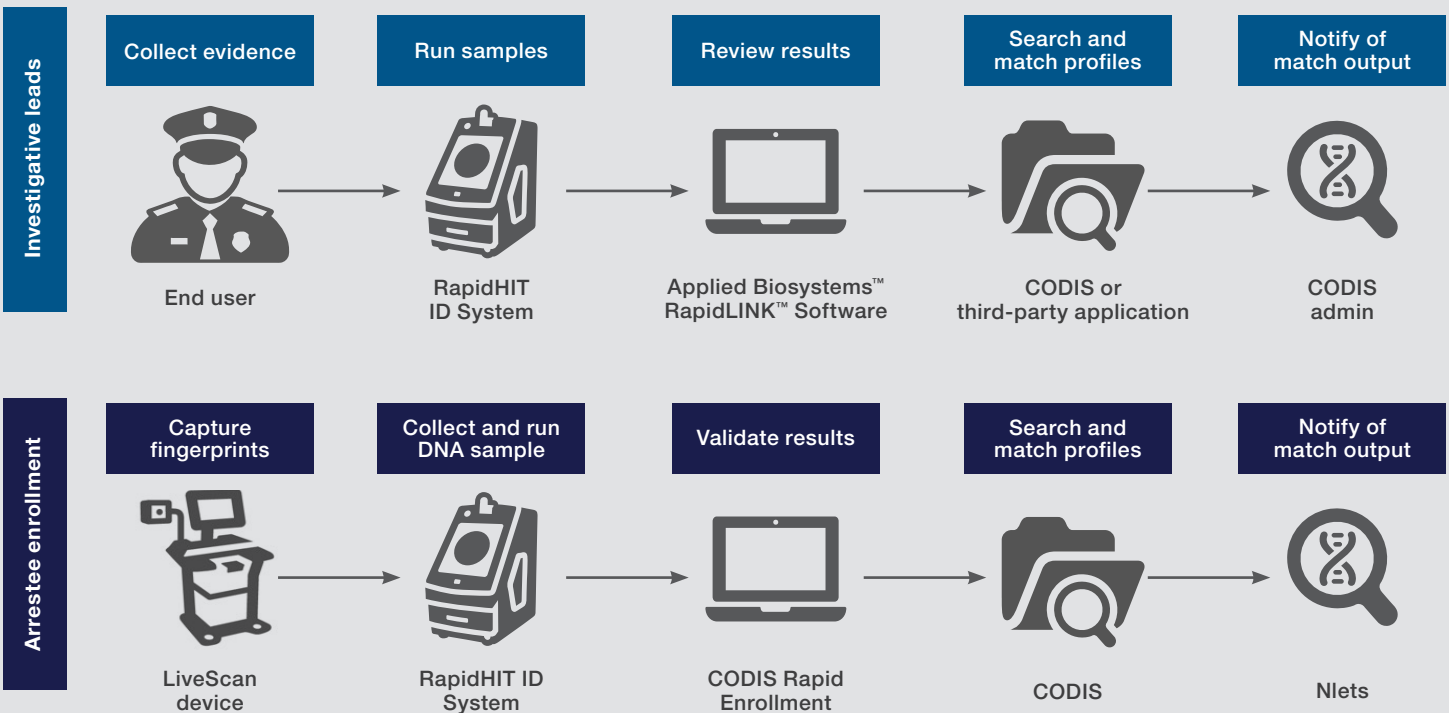 Investigative leads
Collect evidence
Run samples
Review results
Search and
match profiles
Notify of
match output
End user
RapidHIT
ID System
Applied Biosystems™
RapidLINK™ Software
CODIS or
third-party application
CODIS
admin
Arrestee enrollment
Capture
fingerprints
Collect and run
DNA sample
Validate results
Search and
match profiles
Notify of
match output
LiveScan
device
RapidHIT ID
System
CODIS Rapid
Enrollment
CODIS
Nlets